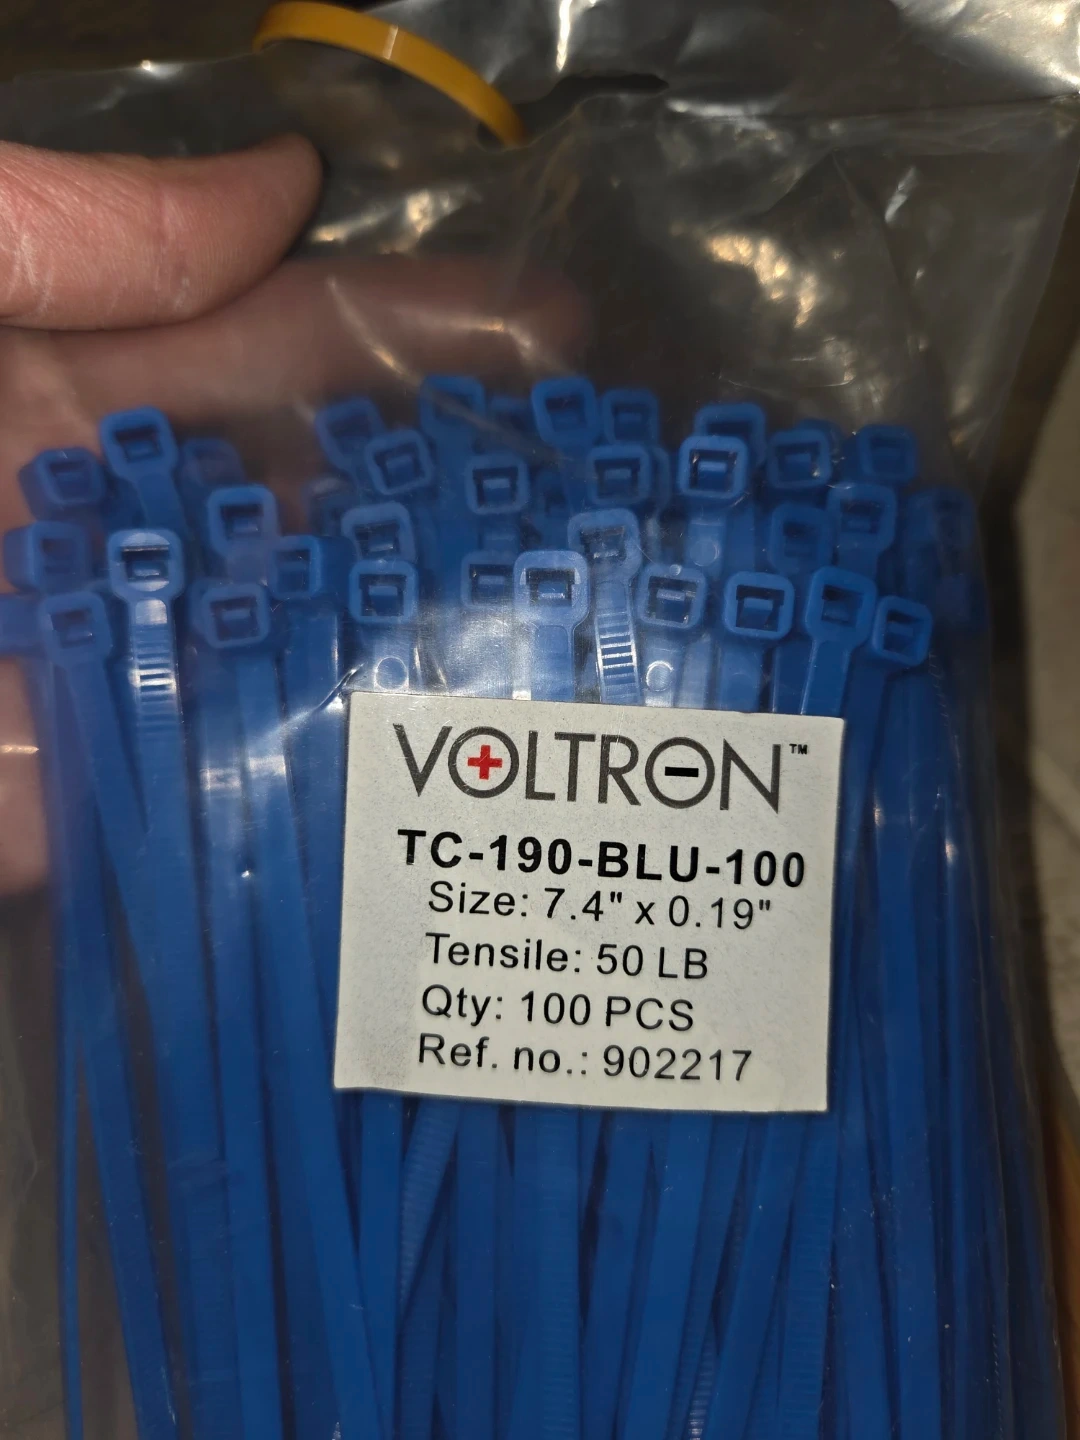 VOLTRON™
TC-190-BLU-100
Size: 7.4" x 0.19"
Tensile: 50 LB
Qty: 100 PCS
Ref. no.: 902217